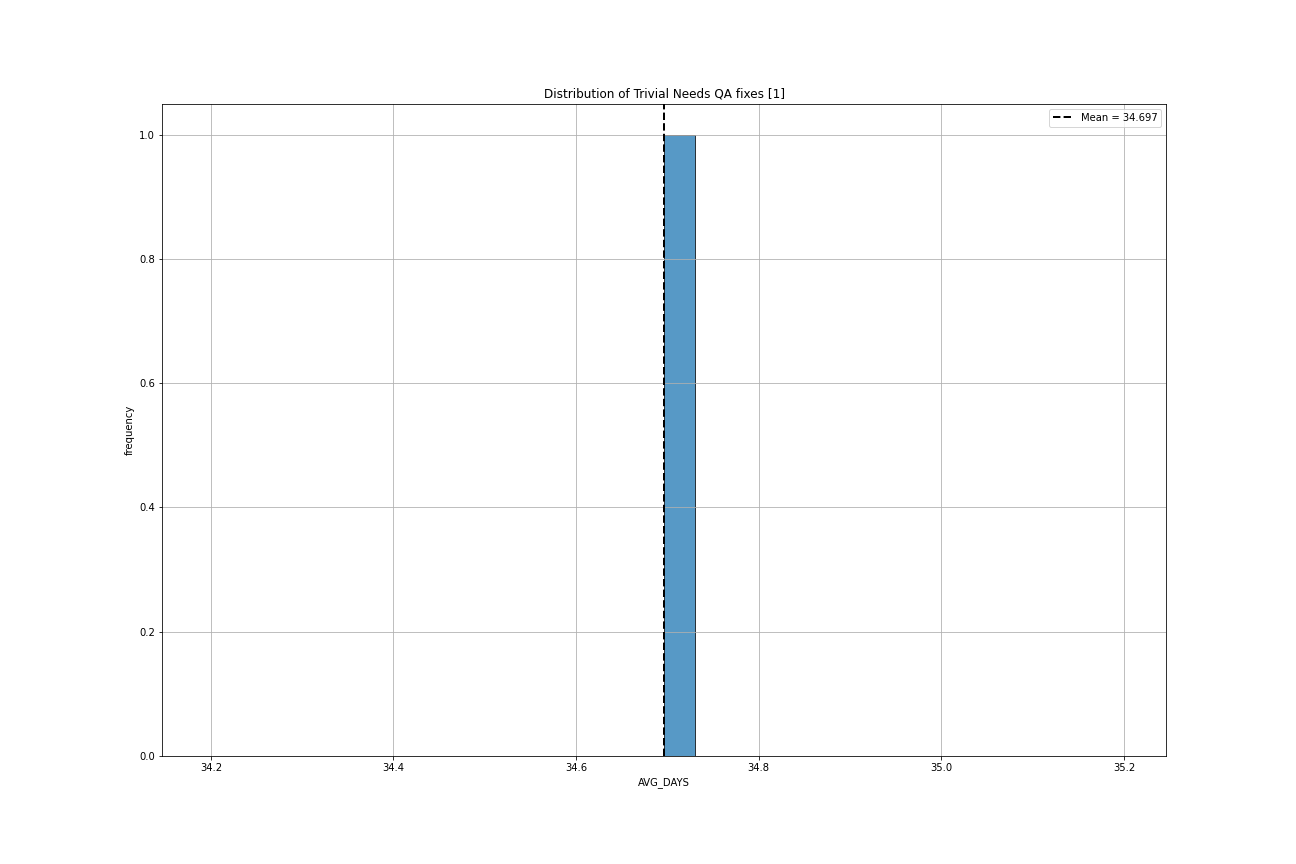 Distribution of Trivial Needs QA fixes [1]
Mean = 34.697
1.0
0.8
0.6
0.4
0.2
0.0
frequency
34.2 34.4 34.6 34.8 35.0 35.2
AVG_DAYS